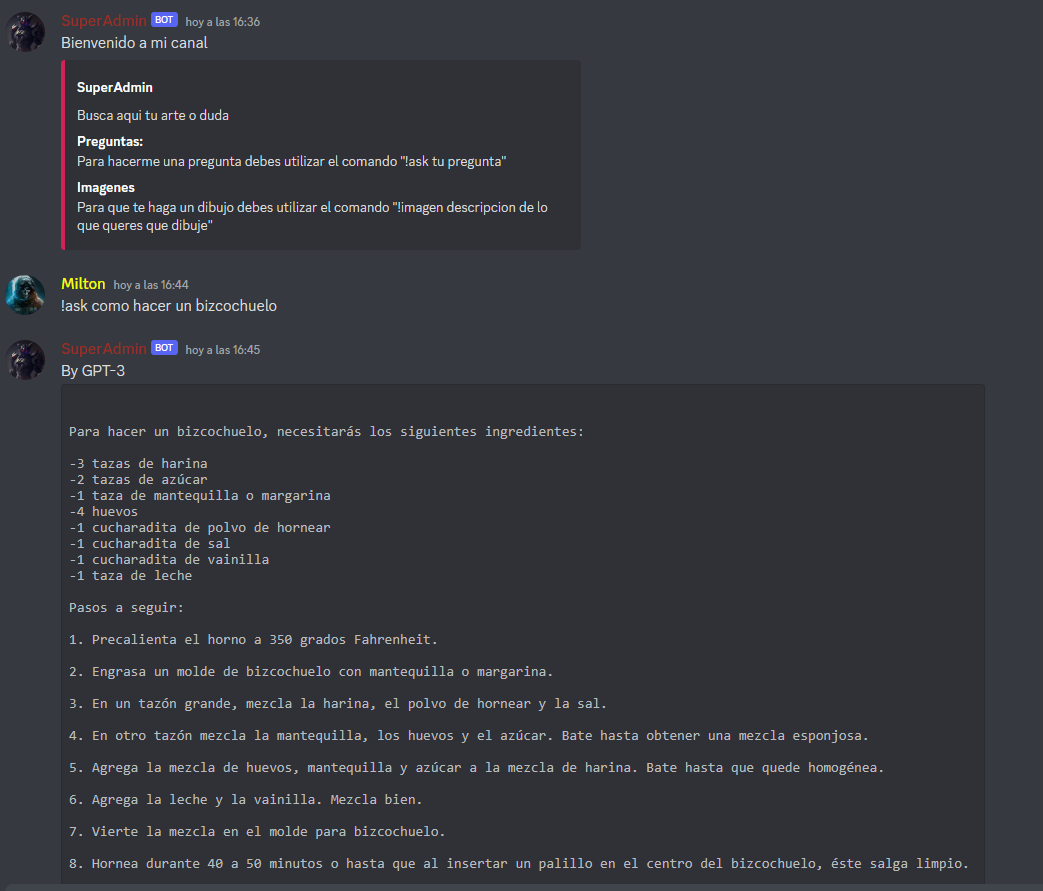 SuperAdmin BOT hoy a las 16:36
Bienvenido a mi canal
SuperAdmin
Busca aqui tu arte o duda
Preguntas:
Para hacerme una pregunta debes utilizar el comando "!ask tu pregunta"
Imagenes
Para que te haga un dibujo debes utilizar el comando "!imagen descripcion de lo
que queres que dibuje"
Milton hoy a las 16:44
!ask como hacer un bizcochuelo
SuperAdmin BOT hoy a las 16:45
By GPT-3
Para hacer un bizcochuelo, necesitarás los siguientes ingredientes:
-3 tazas de harina
-2 tazas de azúcar
-1 taza de mantequilla o margarina
-4 huevos
-1 cucharadita de polvo de hornear
-1 cucharadita de sal
-1 cucharadita de vainilla
-1 taza de leche
Pasos a seguir:
1. Precalienta el horno a 350 grados Fahrenheit.
2. Engrasa un molde de bizcochuelo con mantequilla o margarina.
3. En un tazón grande, mezcla la harina, el polvo de hornear y la sal.
4. En otro tazón mezcla la mantequilla, los huevos y el azúcar. Bate hasta obtener una mezcla esponjosa.
5. Agrega la mezcla de huevos, mantequilla y azúcar a la mezcla de harina. Bate hasta que quede homogénea.
6. Agrega la leche y la vainilla. Mezcla bien.
7. Vierte la mezcla en el molde para bizcochuelo.
8. Hornea durante 40 a 50 minutos o hasta que al insertar un palillo en el centro del bizcochuelo, éste salga limpio.